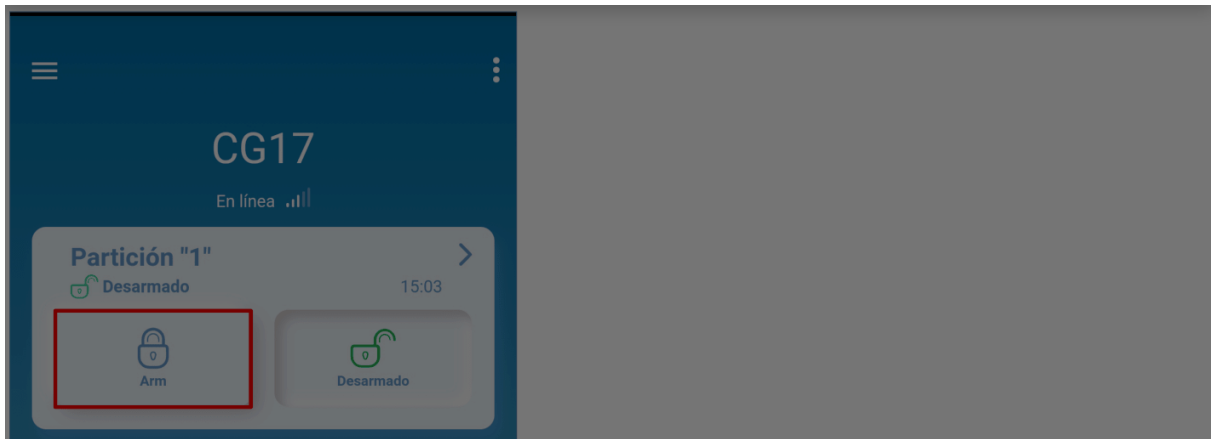 CG17
En línea
Partición "1"
Desarmado 15:03
Arm Desarmado